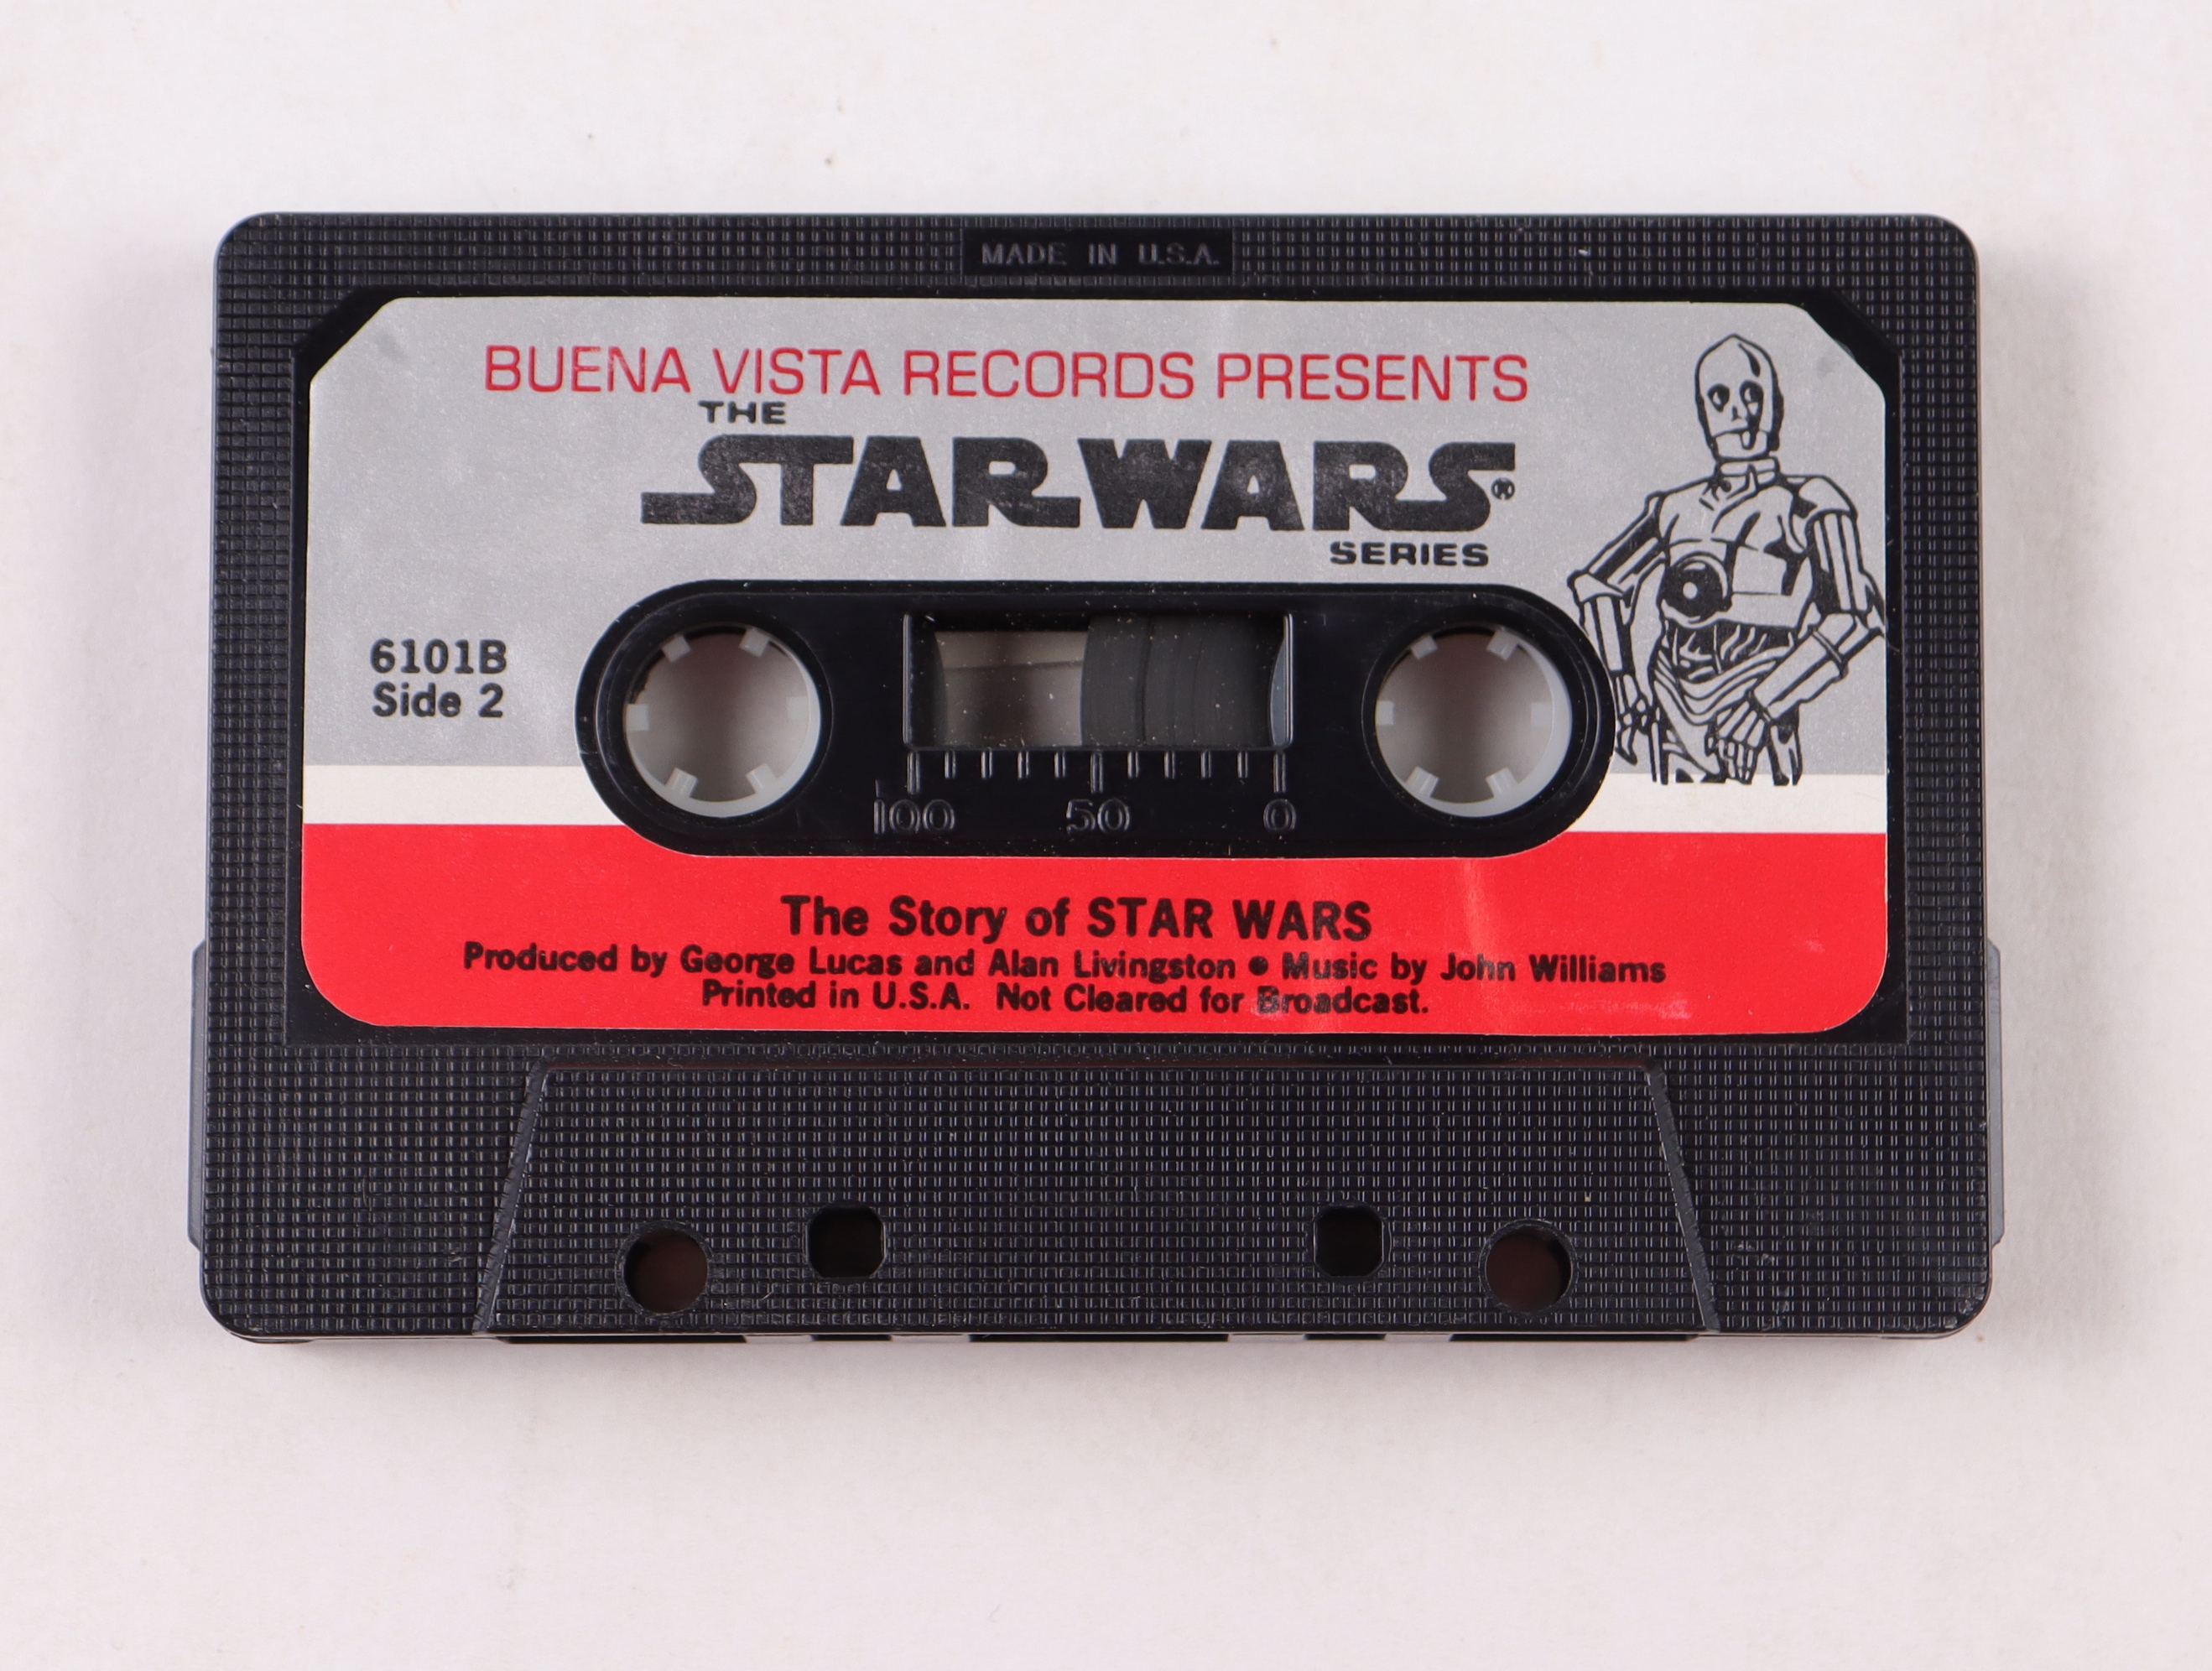 MADE IN U.S.A.
BUENA VISTA RECORDS PRESENTS
THE
STAR WARS®
SERIES
6101B
Side 2
100 50 0
The Story of STAR WARS
Produced by George Lucas and Alan Livingston • Music by John Williams
Printed in U.S.A. Not Cleared for Broadcast.